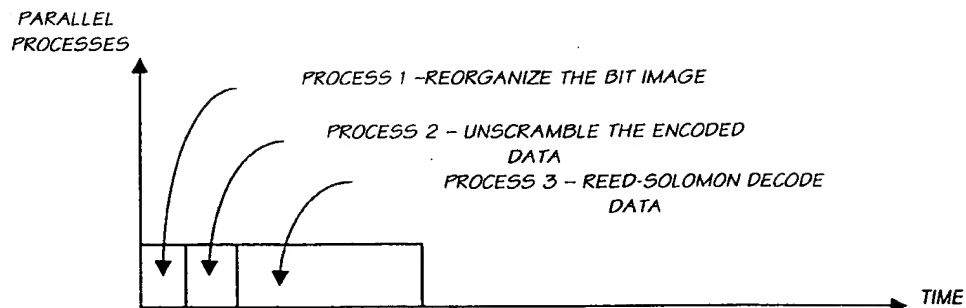 PARALLEL
PROCESSES
PROCESS 1 -REORGANIZE THE BIT IMAGE
PROCESS 2 - UNSCRAMBLE THE ENCODED
DATA
PROCESS 3 - REED-SOLOMON DECODE
DATA
TIME